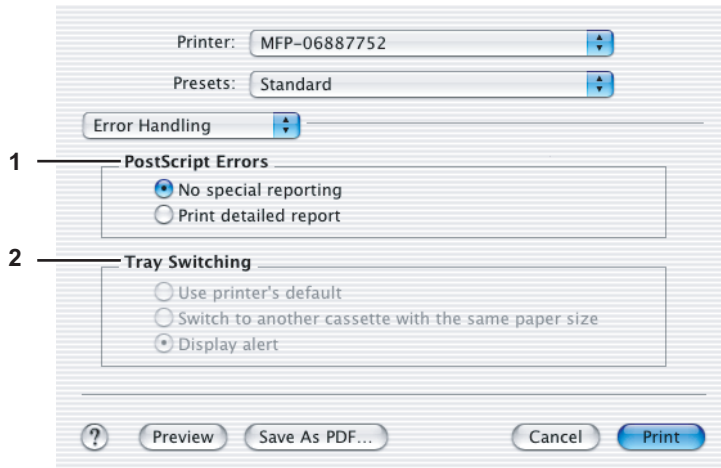 Printer: MFP-06887752
Presets: Standard
Error Handling
1 PostScript Errors
No special reporting
Print detailed report
2 Tray Switching
Use printer's default
Switch to another cassette with the same paper size
Display alert
? Preview Save As PDF... Cancel Print